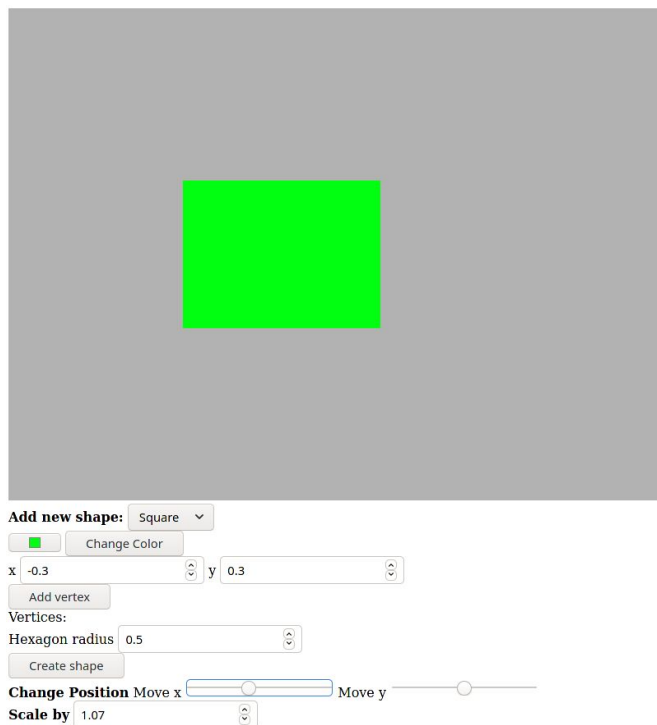 Add new shape: Square
Change Color
x -0.3 y 0.3
Add vertex
Vertices:
Hexagon radius 0.5
Create shape
Change Position Move x Move y
Scale by 1.07